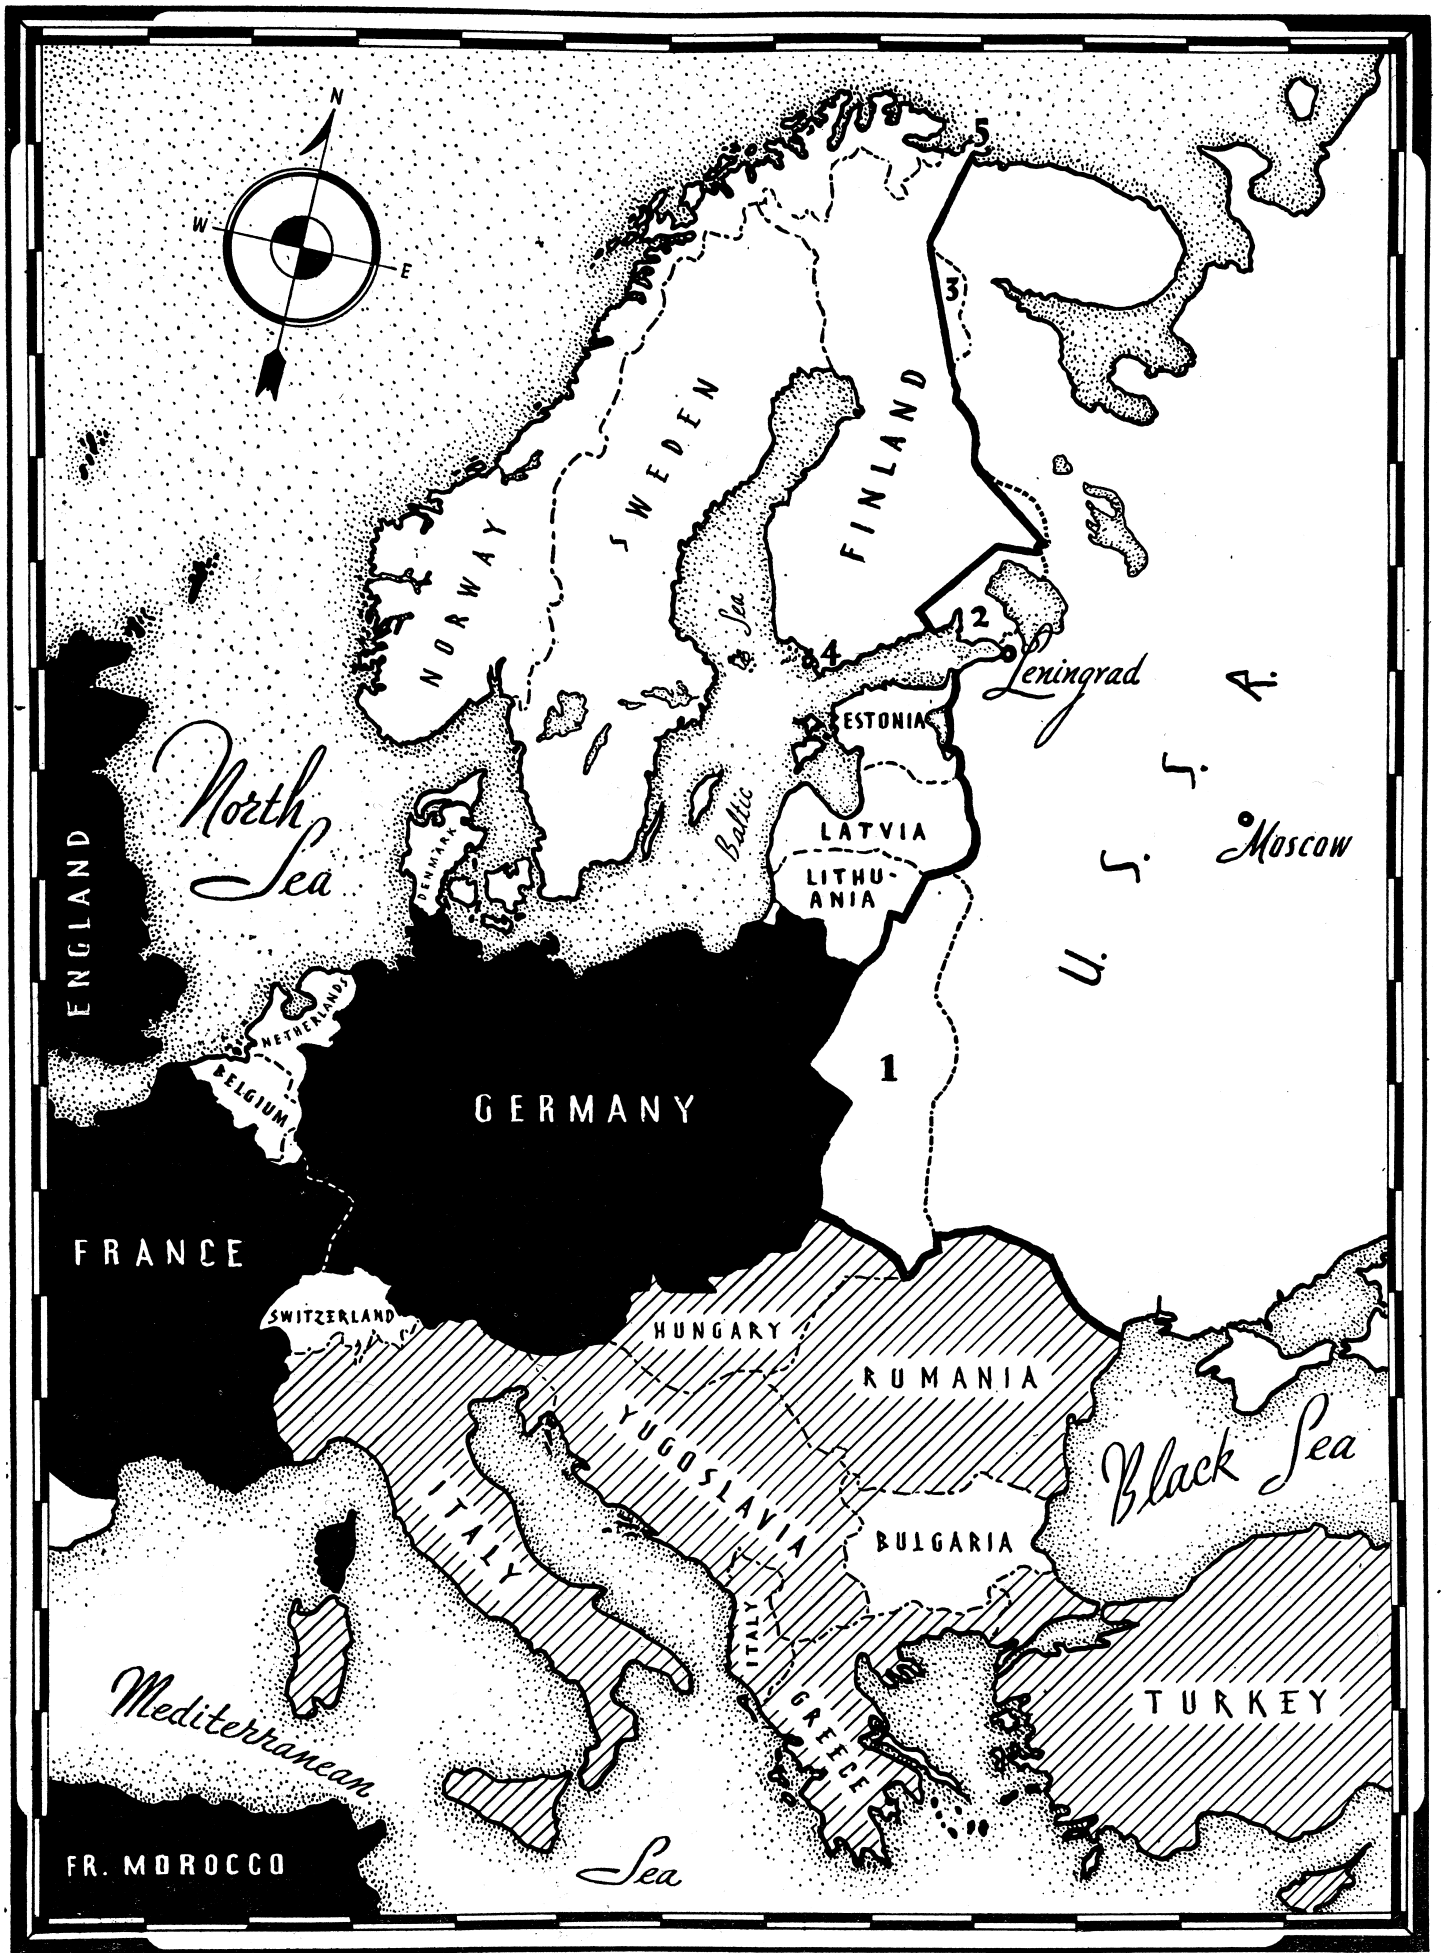 N
W
E
5
3
SWEDEN
FINLAND
NORWAY
Baltic Sea
2
4
Leningrad
ESTONIA
North
Sea
DENMARK
LATVIA
LITHU-
ANIA
Moscow
U. S. S. R.
ENGLAND
NETHERLANDS
BELGIUM
1
GERMANY
FRANCE
SWITZERLAND
HUNGARY
RUMANIA
YUGOSLAVIA
ITALY
Black Sea
BULGARIA
ITALY
GREECE
TURKEY
Mediterranean
Sea
FR. MOROCCO